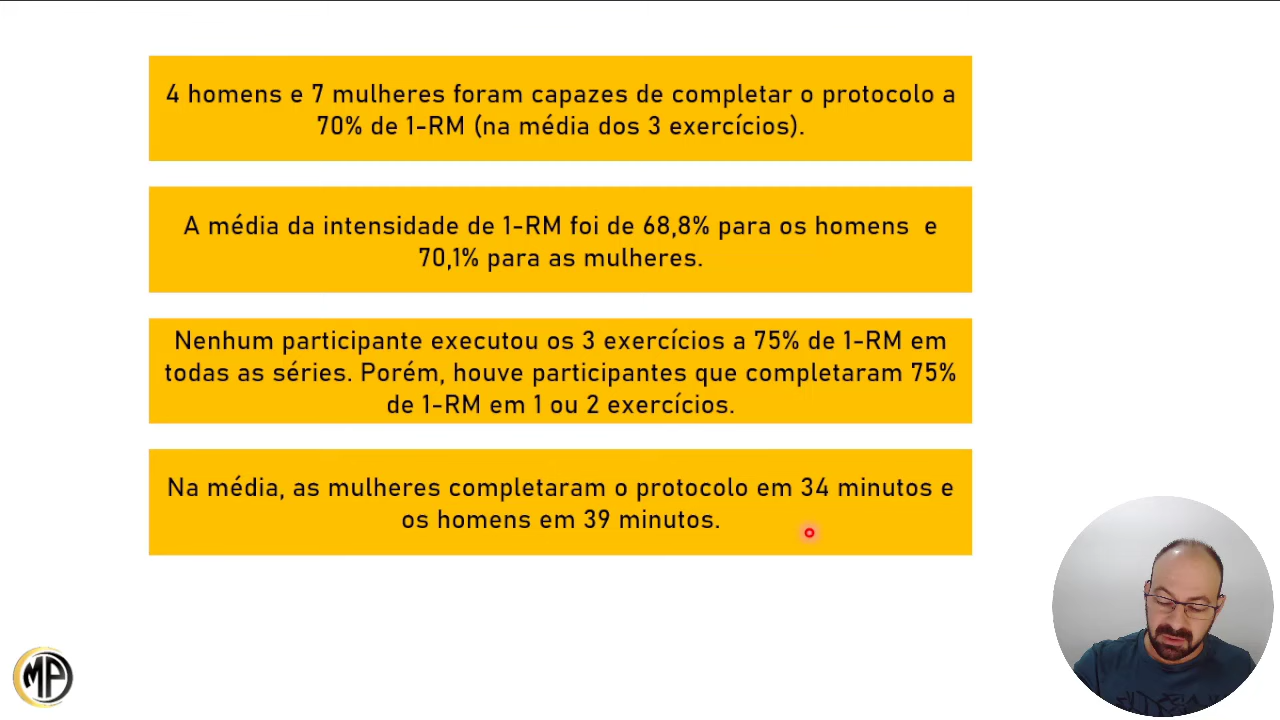 4 homens e 7 mulheres foram capazes de completar o protocolo a
70% de 1-RM (na média dos 3 exercícios).
A média da intensidade de 1-RM foi de 68,8% para os homens e
70,1% para as mulheres.
Nenhum participante executou os 3 exercícios a 75% de 1-RM em
todas as séries. Porém, houve participantes que completaram 75%
de 1-RM em 1 ou 2 exercícios.
Na média, as mulheres completaram o protocolo em 34 minutos e
os homens em 39 minutos.
MP